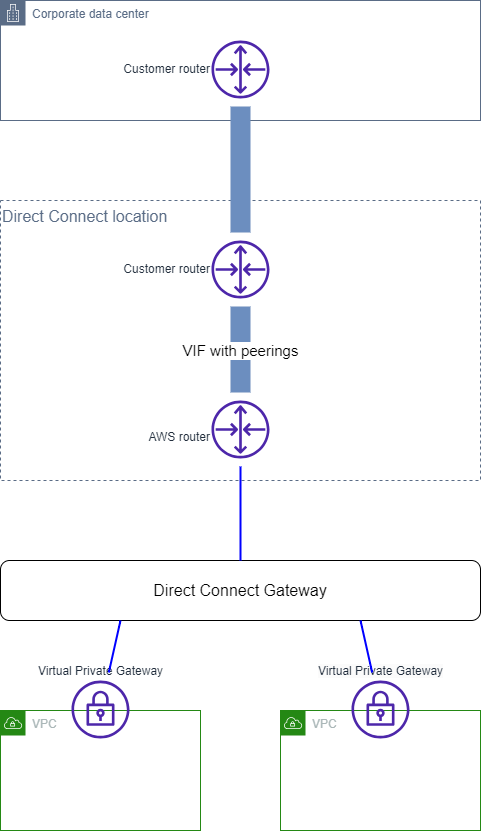 Corporate data center
Customer router
Direct Connect location
Customer router
VIF with peerings
AWS router
Direct Connect Gateway
Virtual Private Gateway
Virtual Private Gateway
VPC
VPC